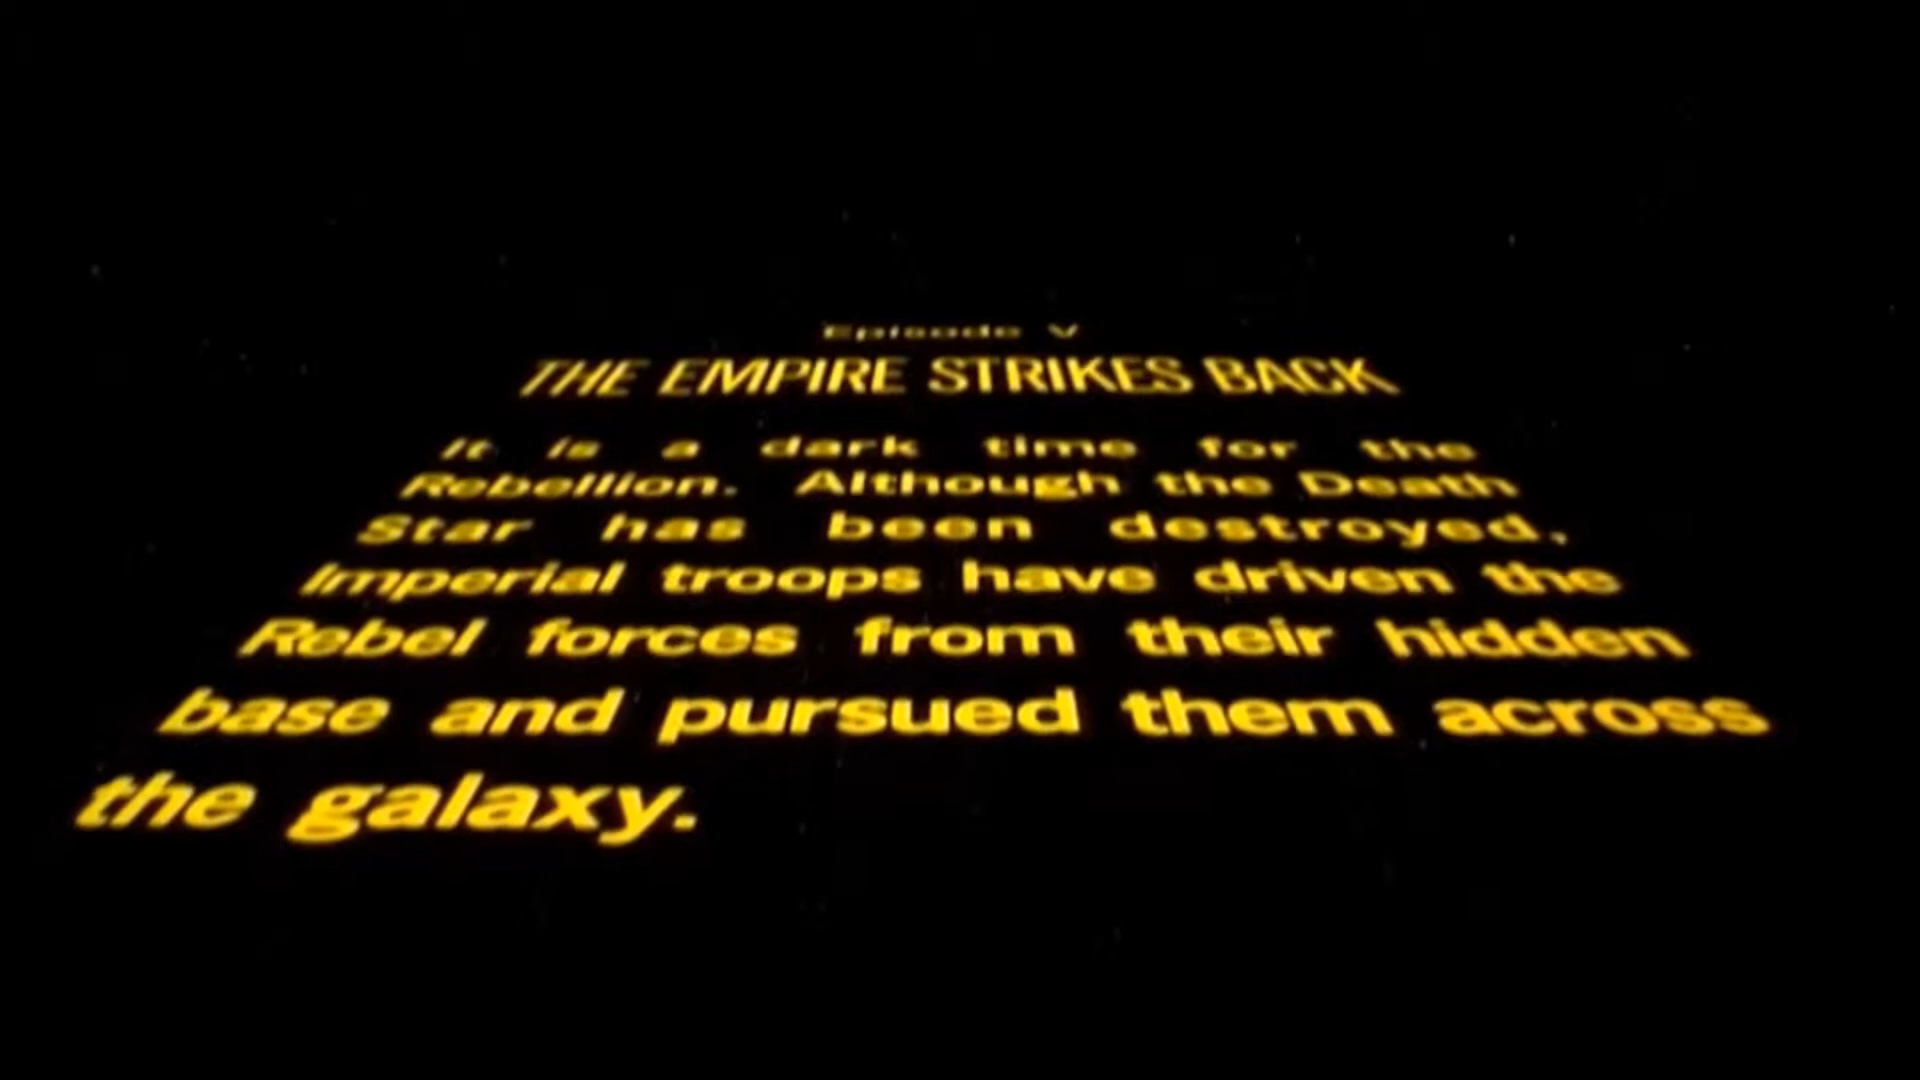 Episode V
THE EMPIRE STRIKES BACK
It is a dark time for the
Rebellion. Although the Death
Star has been destroyed,
Imperial troops have driven the
Rebel forces from their hidden
base and pursued them across
the galaxy.